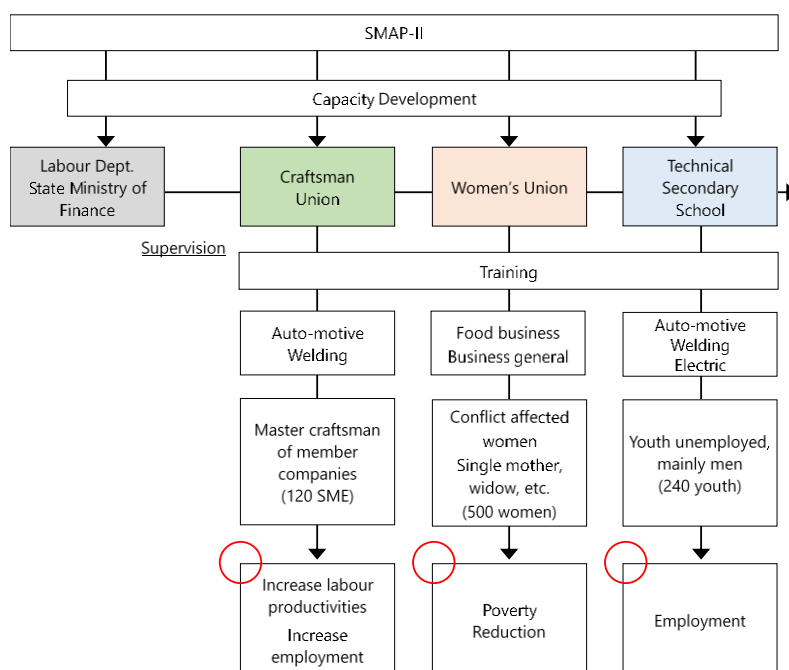 SMAP-II
Capacity Development
Labour Dept.
State Ministry of
Finance
Craftsman
Union
Women's Union
Technical
Secondary
School
Supervision
Training
Auto-motive
Welding
Food business
Business general
Auto-motive
Welding
Electric
Master craftsman
of member
companies
(120 SME)
Conflict affected
women
Single mother,
widow, etc.
(500 women)
Youth unemployed,
mainly men
(240 youth)
Increase labour
productivities
Increase
employment
Poverty
Reduction
Employment